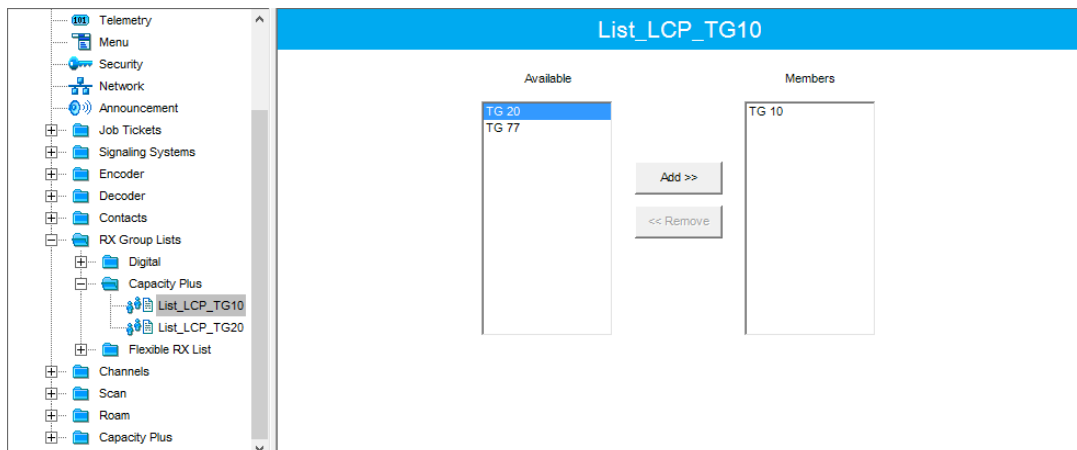 Telemetry
Menu
Security
Network
Announcement
Job Tickets
Signaling Systems
Encoder
Decoder
Contacts
RX Group Lists
Digital
Capacity Plus
List_LCP_TG10
List_LCP_TG20
Flexible RX List
Channels
Scan
Roam
Capacity Plus
List_LCP_TG10
Available
Members
TG 20
TG 77
Add >>
<< Remove
TG 10